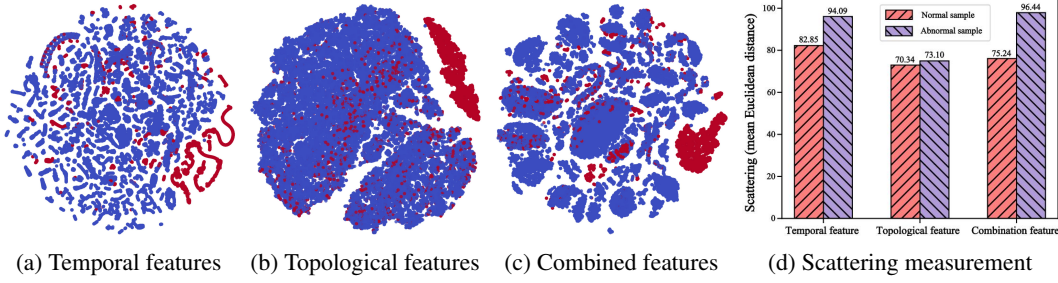 100
80
60
40
20
0
Scattering (mean Euclidean distance)
Normal sample
Abnormal sample
82.85
94.09
70.34
73.10
75.24
96.44
Temporal feature
Topological feature
Combination feature
(a) Temporal features
(b) Topological features
(c) Combined features
(d) Scattering measurement